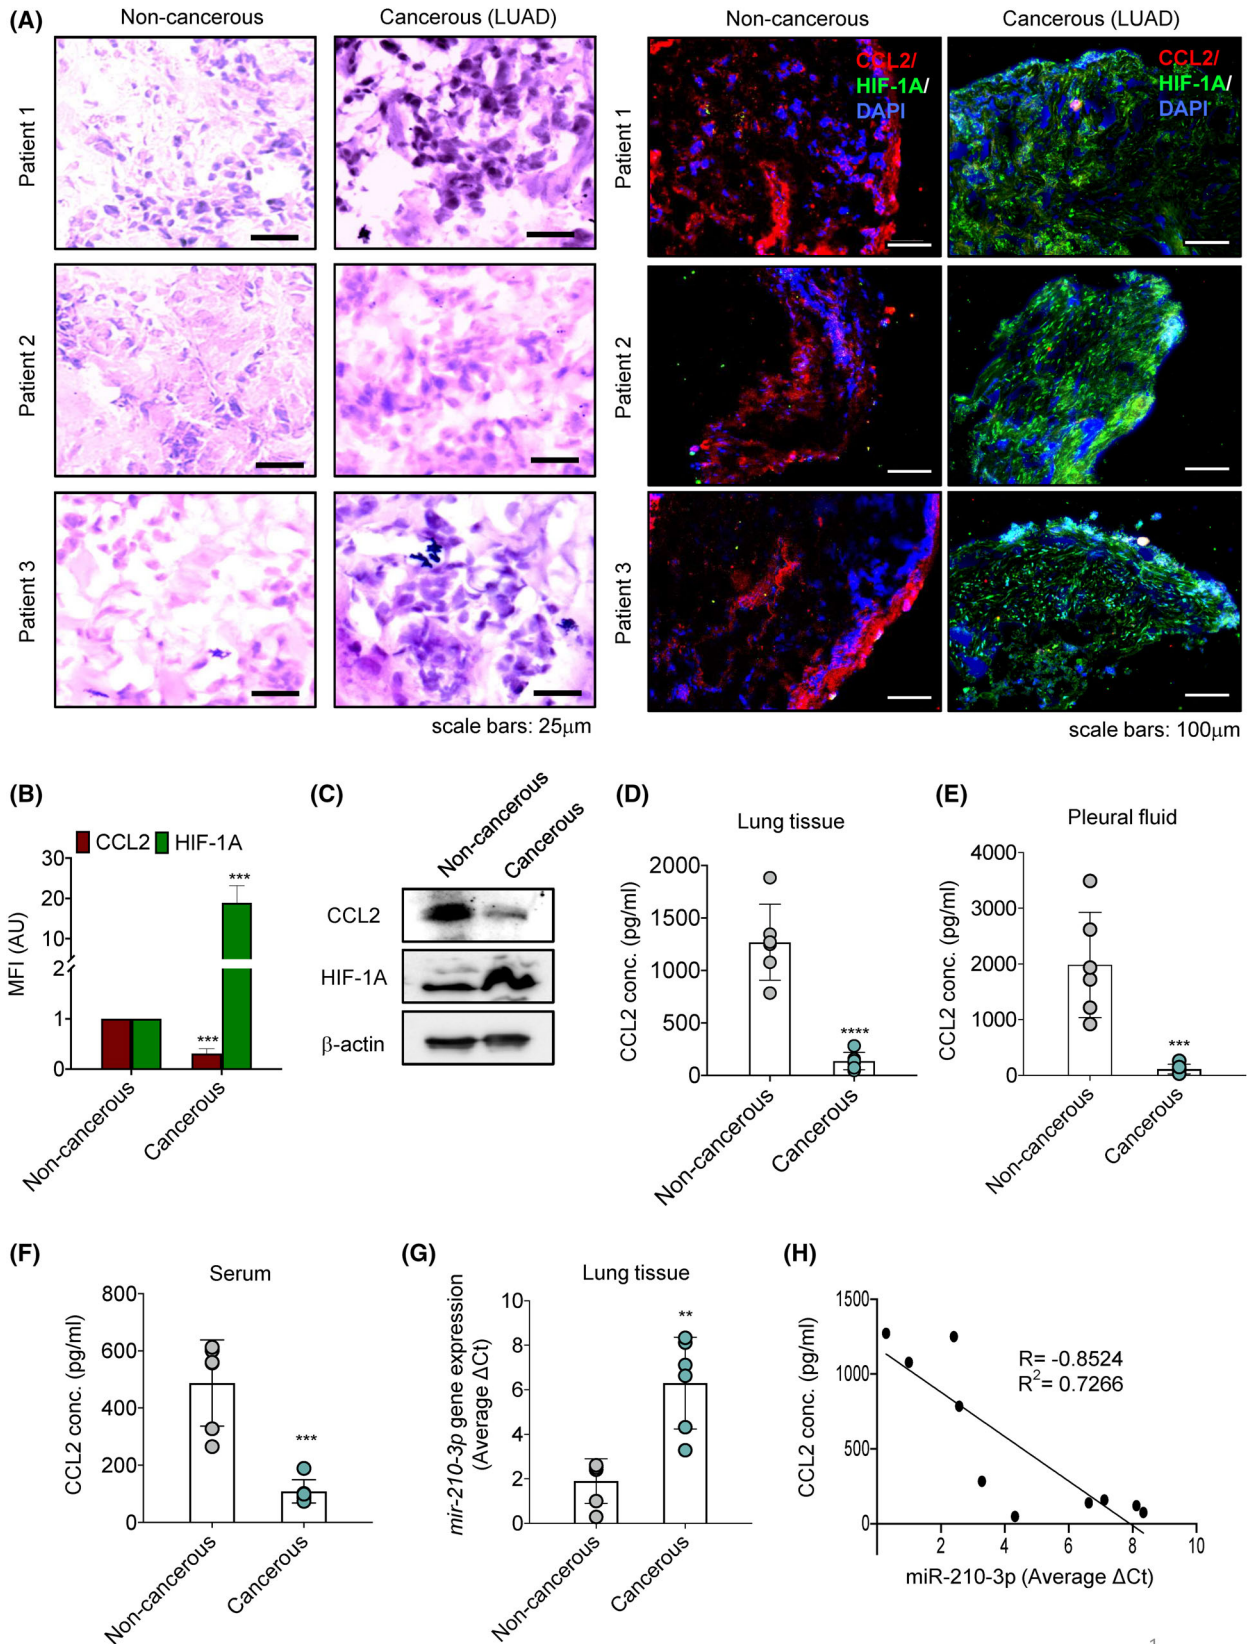 (A)
Non-cancerous
Cancerous (LUAD)
Non-cancerous
Cancerous (LUAD)
Patient 1
Patient 1
CCL2/
HIF-1A/
DAPI
CCL2/
HIF-1A/
DAPI
Patient 2
Patient 2
Patient 3
Patient 3
scale bars: 25μm
scale bars: 100μm
(B)
CCL2
HIF-1A
MFI (AU)
30
20
10
2
1
0
***
***
Non-cancerous
Cancerous
(C)
Non-cancerous
Cancerous
CCL2
HIF-1A
β-actin
(D)
Lung tissue
CCL2 conc. (pg/ml)
2000
1500
1000
500
0
****
Non-cancerous
Cancerous
(E)
Pleural fluid
CCL2 conc. (pg/ml)
4000
3000
2000
1000
0
***
Non-cancerous
Cancerous
(F)
Serum
CCL2 conc. (pg/ml)
800
600
400
200
0
***
Non-cancerous
Cancerous
(G)
Lung tissue
mir-210-3p gene expression
(Average ΔCt)
10
8
6
4
2
0
**
Non-cancerous
Cancerous
(H)
CCL2 conc. (pg/ml)
1500
1000
500
0
R= -0.8524
R²= 0.7266
2
4
6
8
10
miR-210-3p (Average ΔCt)
1